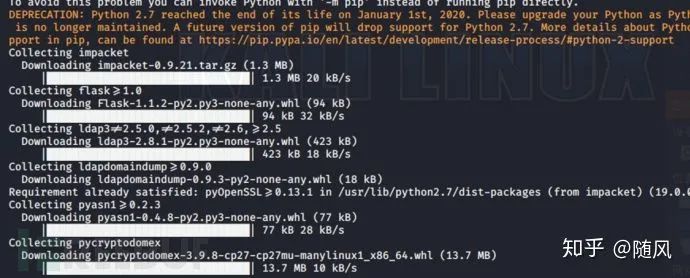 To avoid this problem you can invoke Python with '-m pip' instead of running pip directly.
DEPRECATION: Python 2.7 reached the end of its life on January 1st, 2020. Please upgrade your Python as Pyth
is no longer maintained. A future version of pip will drop support for Python 2.7. More details about Python
pport in pip, can be found at https://pip.pypa.io/en/latest/development/release-process/#python-2-support
Collecting impacket
Downloading impacket-0.9.21.tar.gz (1.3 MB)
| 1.3 MB 20 kB/s
Collecting flask≥1.0
Downloading Flask-1.1.2-py2.py3-none-any.whl (94 kB)
| 94 kB 32 kB/s
Collecting ldap3≠2.5.0,≠2.5.2,≠2.6,≥2.5
Downloading ldap3-2.8.1-py2.py3-none-any.whl (423 kB)
| 423 kB 18 kB/s
Collecting ldapdomaindump≥0.9.0
Downloading ldapdomaindump-0.9.3-py2-none-any.whl (18 kB)
Requirement already satisfied: pyOpenSSL≥0.13.1 in /usr/lib/python2.7/dist-packages (from impacket) (19.0.
Collecting pyasn1≥0.2.3
Downloading pyasn1-0.4.8-py2.py3-none-any.whl (77 kB)
| 77 kB 28 kB/s
Collecting pycryptodomex
Downloading pycryptodomex-3.9.8-cp27-cp27mu-manylinux1_x86_64.whl (13.7 MB)
| 13.7 MB 10 kB/s
KALI LINUX
知乎 @随风